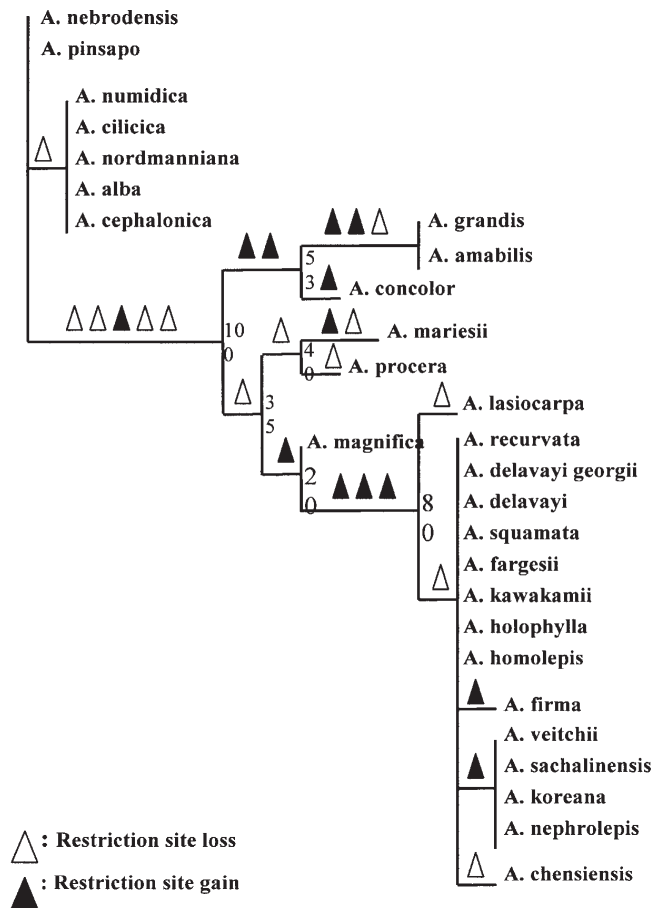 A. nebrodensis
A. pinsapo
A. numidica
A. cilicica
A. nordmanniana
A. alba
A. cephalonica
A. grandis
A. amabilis
5
3
A. concolor
10
0
A. mariesii
4
0
A. procera
3
5
A. lasiocarpa
A. magnifica
2
0
8
0
A. recurvata
A. delavayi georgii
A. delavayi
A. squamata
A. fargesii
A. kawakamii
A. holophylla
A. homolepis
A. firma
A. veitchii
A. sachalinensis
A. koreana
A. nephrolepis
A. chensiensis
: Restriction site loss
: Restriction site gain